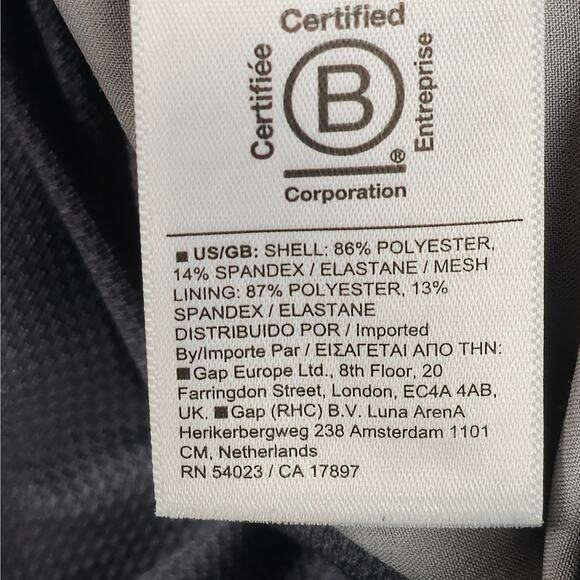 Certified
Certifiée
B
®
Entreprise
Corporation
■ US/GB: SHELL: 86% POLYESTER,
14% SPANDEX / ELASTANE / MESH
LINING: 87% POLYESTER, 13%
SPANDEX / ELASTANE
DISTRIBUIDO POR / Imported
By/Importe Par / ΕΙΣΑΓΕΤΑΙ ΑΠΟ ΤΗΝ:
■Gap Europe Ltd., 8th Floor, 20
Farringdon Street, London, EC4A 4AB,
UK. ■Gap (RHC) B.V. Luna ArenA
Herikerbergweg 238 Amsterdam 1101
CM, Netherlands
RN 54023 / CA 17897